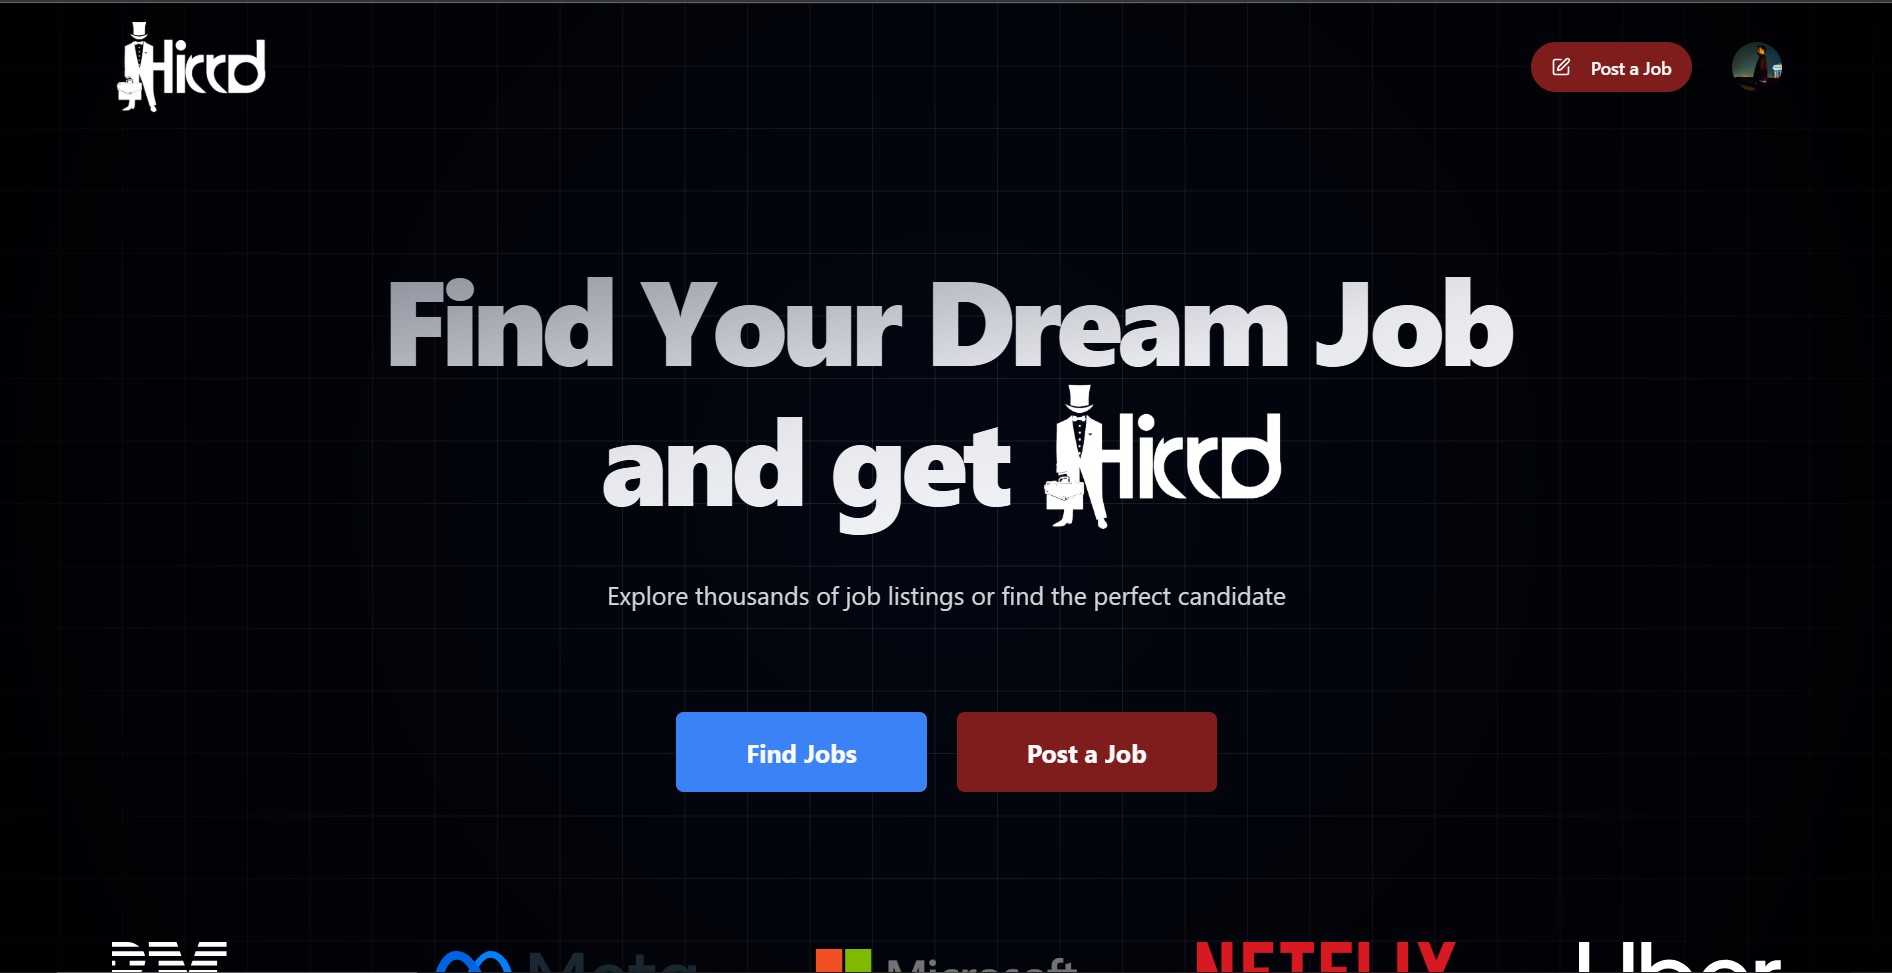 Hirrd
Post a Job
Find Your Dream Job
and get Hirrd
Explore thousands of job listings or find the perfect candidate
Find Jobs
Post a Job
IBM Meta Microsoft NETFLIX Uber